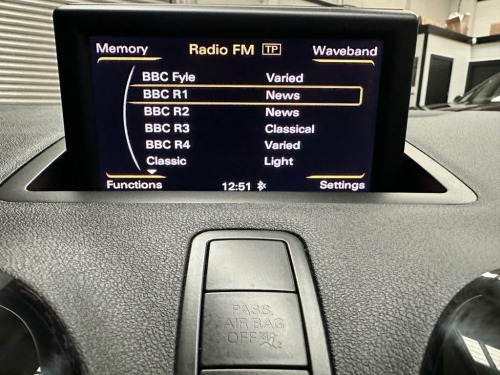 Memory Radio FM TP Waveband
BBC Fyle Varied
BBC R1 News
BBC R2 News
BBC R3 Classical
BBC R4 Varied
Classic Light
Functions 12:51 Settings
PASS.
AIR BAG
OFF